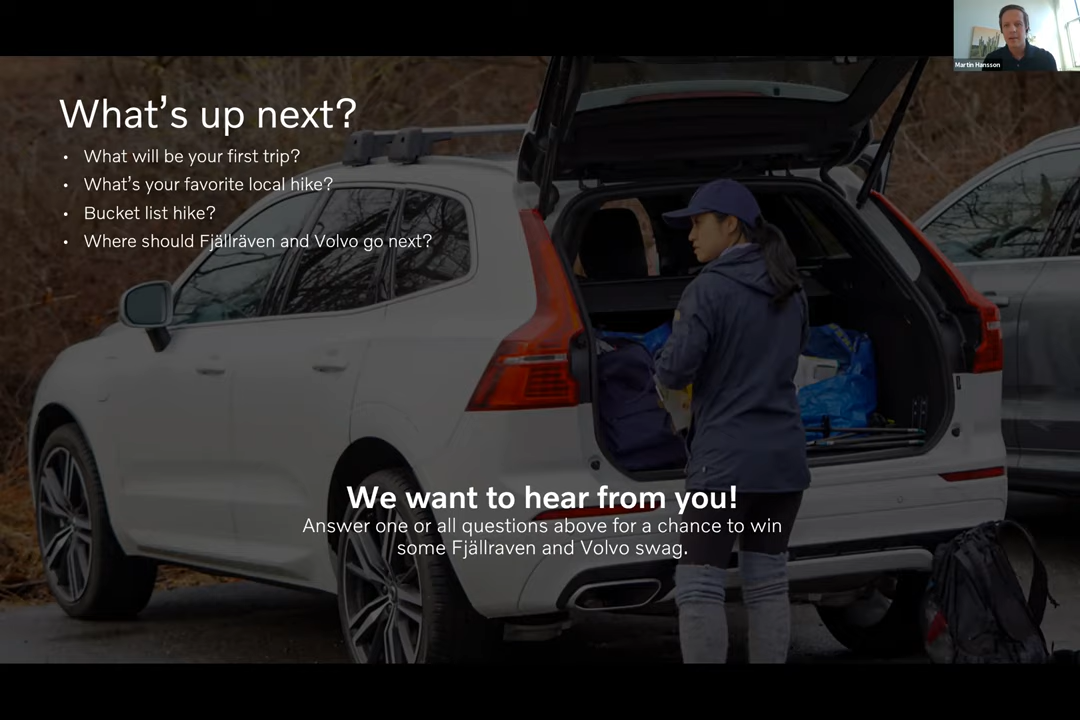 Martin Hansson
What's up next?
• What will be your first trip?
• What's your favorite local hike?
• Bucket list hike?
• Where should Fjällräven and Volvo go next?
We want to hear from you!
Answer one or all questions above for a chance to win
some Fjällraven and Volvo swag.